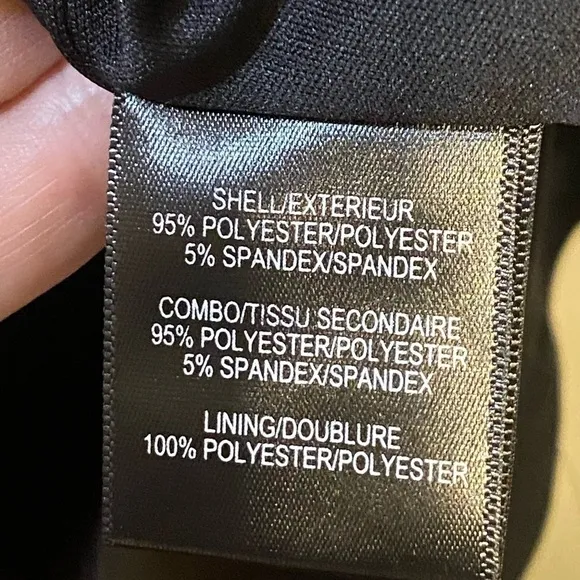 SHELL/EXTERIEUR
95% POLYESTER/POLYESTER
5% SPANDEX/SPANDEX
COMBO/TISSU SECONDAIRE
95% POLYESTER/POLYESTER
5% SPANDEX/SPANDEX
LINING/DOUBLURE
100% POLYESTER/POLYESTER